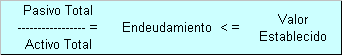 Pasivo Total
----------------- = Endeudamiento < = Valor Establecido
Activo Total